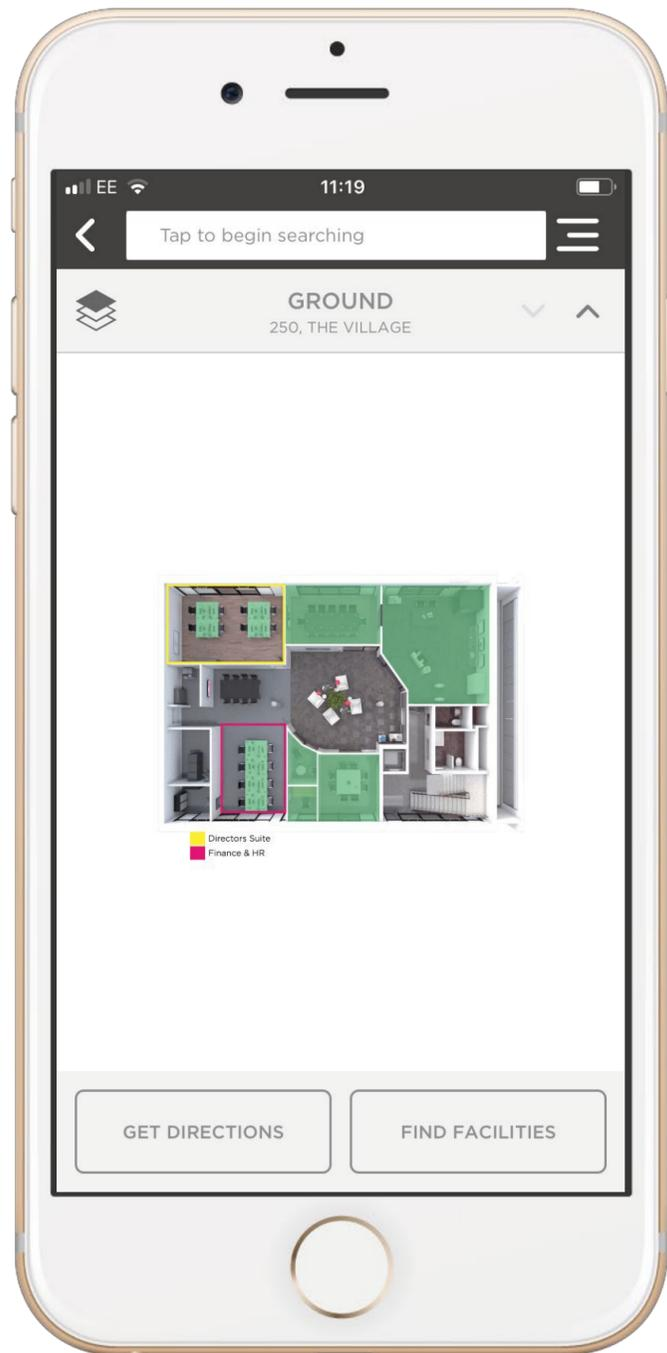 EE 11:19
Tap to begin searching
GROUND
250, THE VILLAGE
Directors Suite
Finance & HR
GET DIRECTIONS FIND FACILITIES